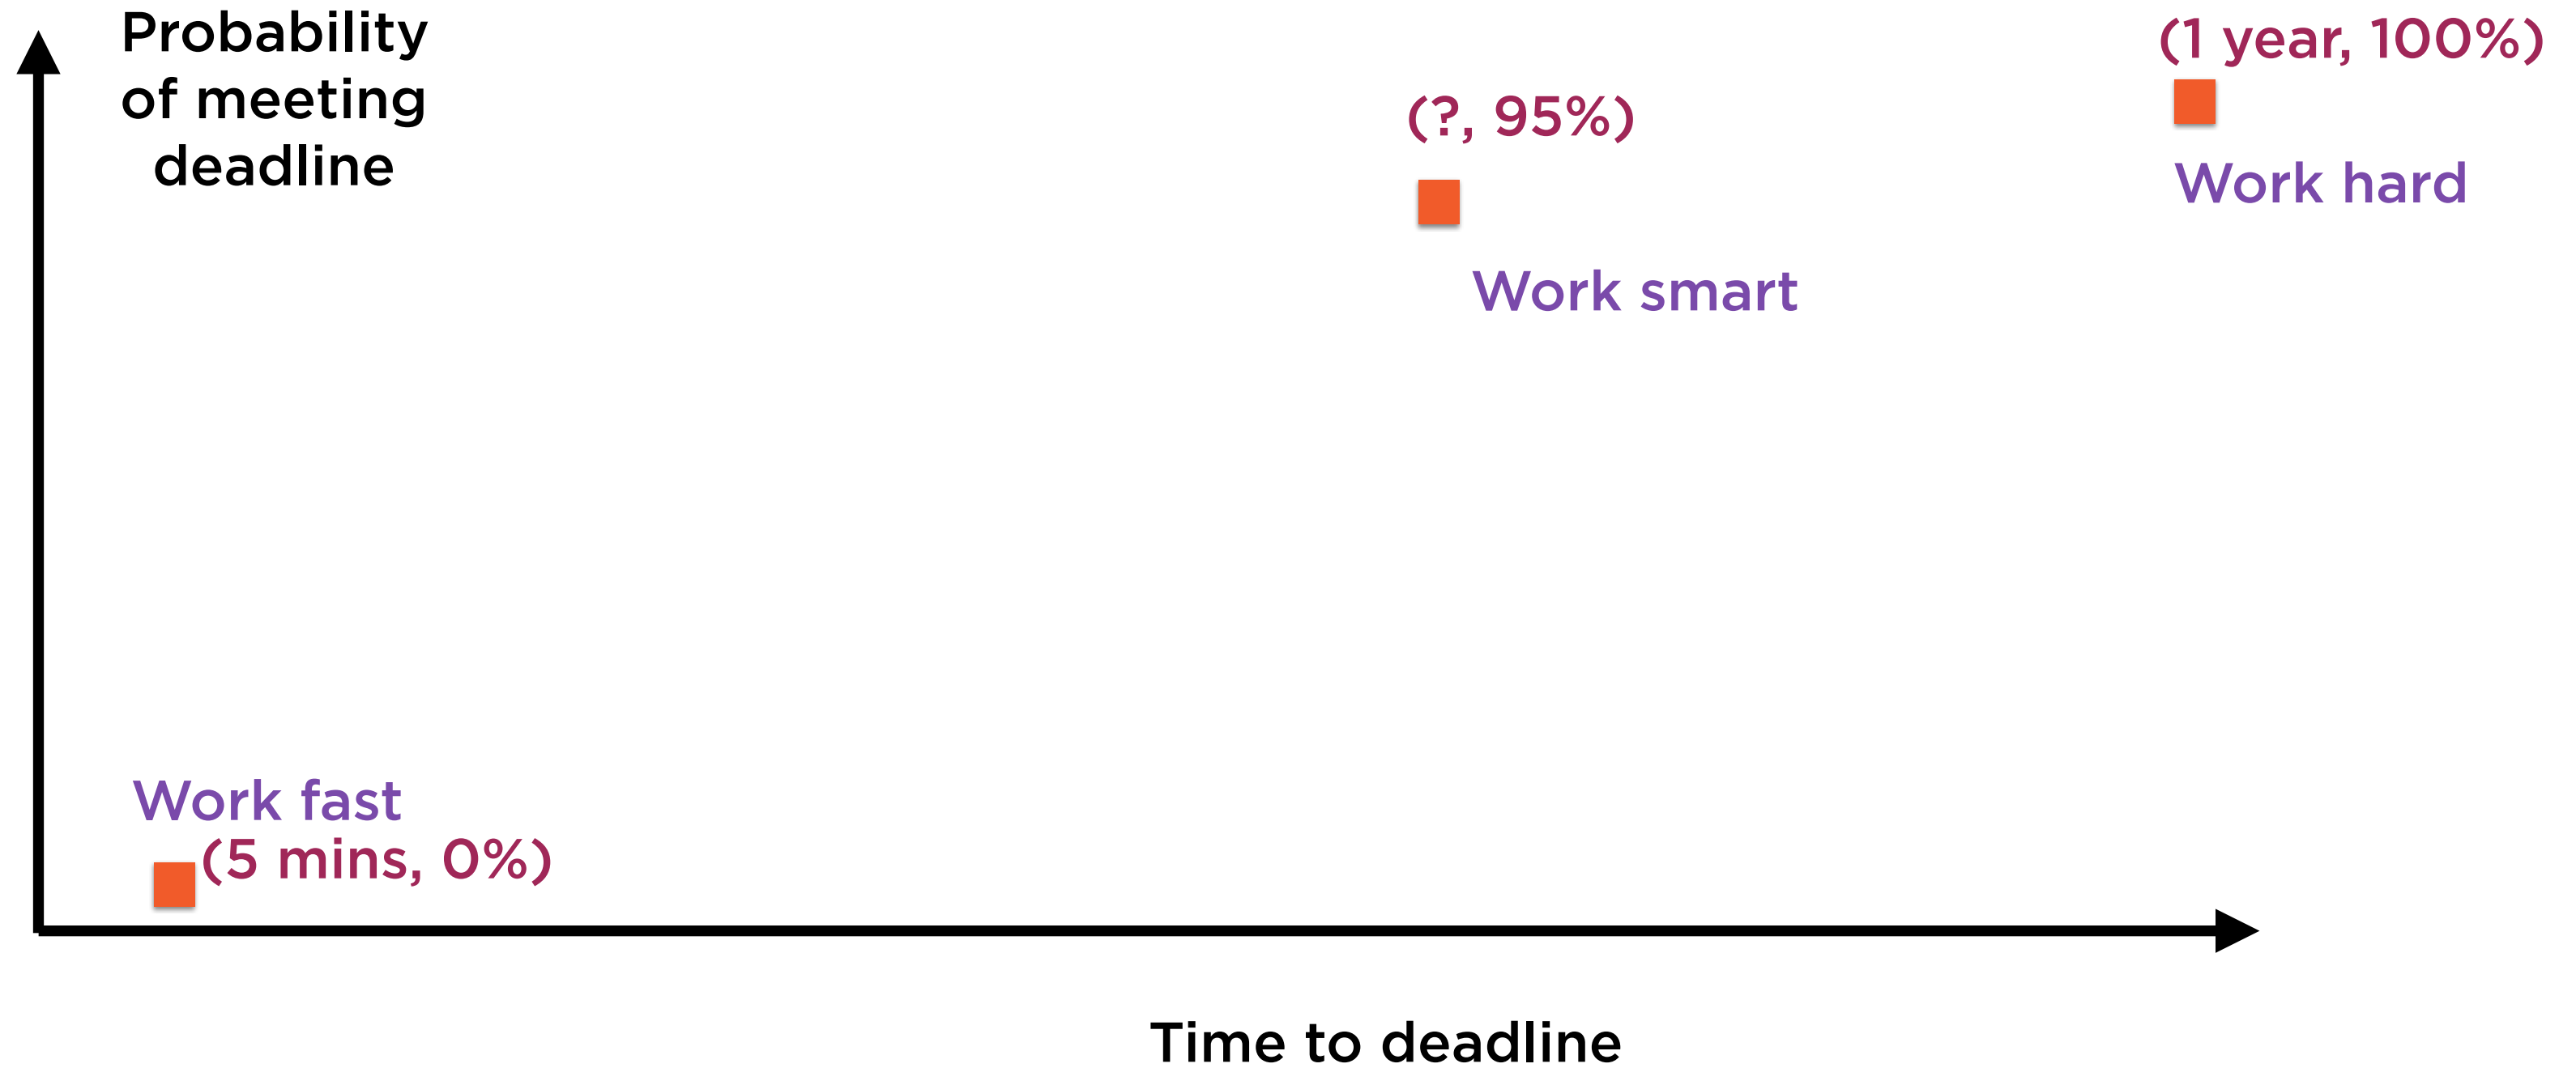 Probability
of meeting
deadline
(1 year, 100%)
(?, 95%)
Work hard
Work smart
Work fast
(5 mins, 0%)
Time to deadline